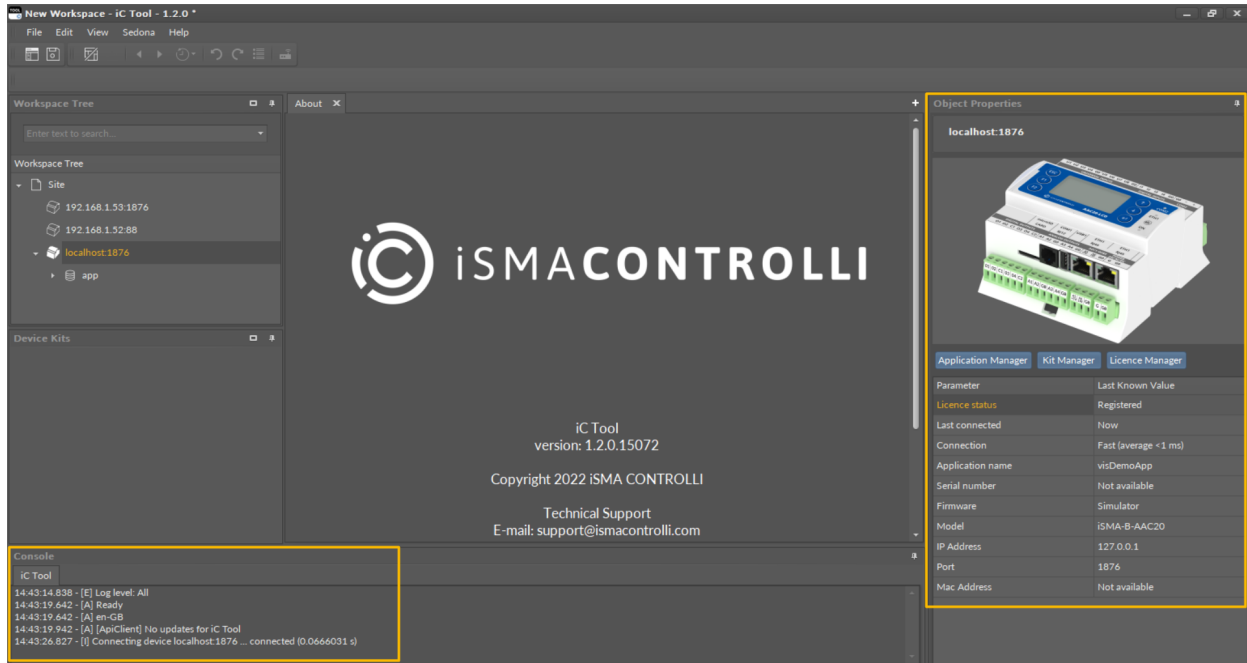 New Workspace - iC Tool - 1.2.0 *
File Edit View Sedona Help
Workspace Tree
Enter text to search...
Workspace Tree
Site
192.168.1.53:1876
192.168.1.52:88
localhost:1876
app
Device Kits
About
iSMACONTROLLI
iC Tool
version: 1.2.0.15072
Copyright 2022 iSMA CONTROLLI
Technical Support
E-mail: support@ismacontrolli.com
Console
iC Tool
14:43:14.838 - [E] Log level: All
14:43:19.642 - [A] Ready
14:43:19.642 - [A] en-GB
14:43:19.942 - [A] [ApiClient] No updates for iC Tool
14:43:26.827 - [I] Connecting device localhost:1876 ... connected (0.0666031 s)
Object Properties
localhost:1876
Application Manager Kit Manager Licence Manager
Parameter Last Known Value
Licence status Registered
Last connected Now
Connection Fast (average <1 ms)
Application name visDemoApp
Serial number Not available
Firmware Simulator
Model iSMA-B-AAC20
IP Address 127.0.0.1
Port 1876
Mac Address Not available